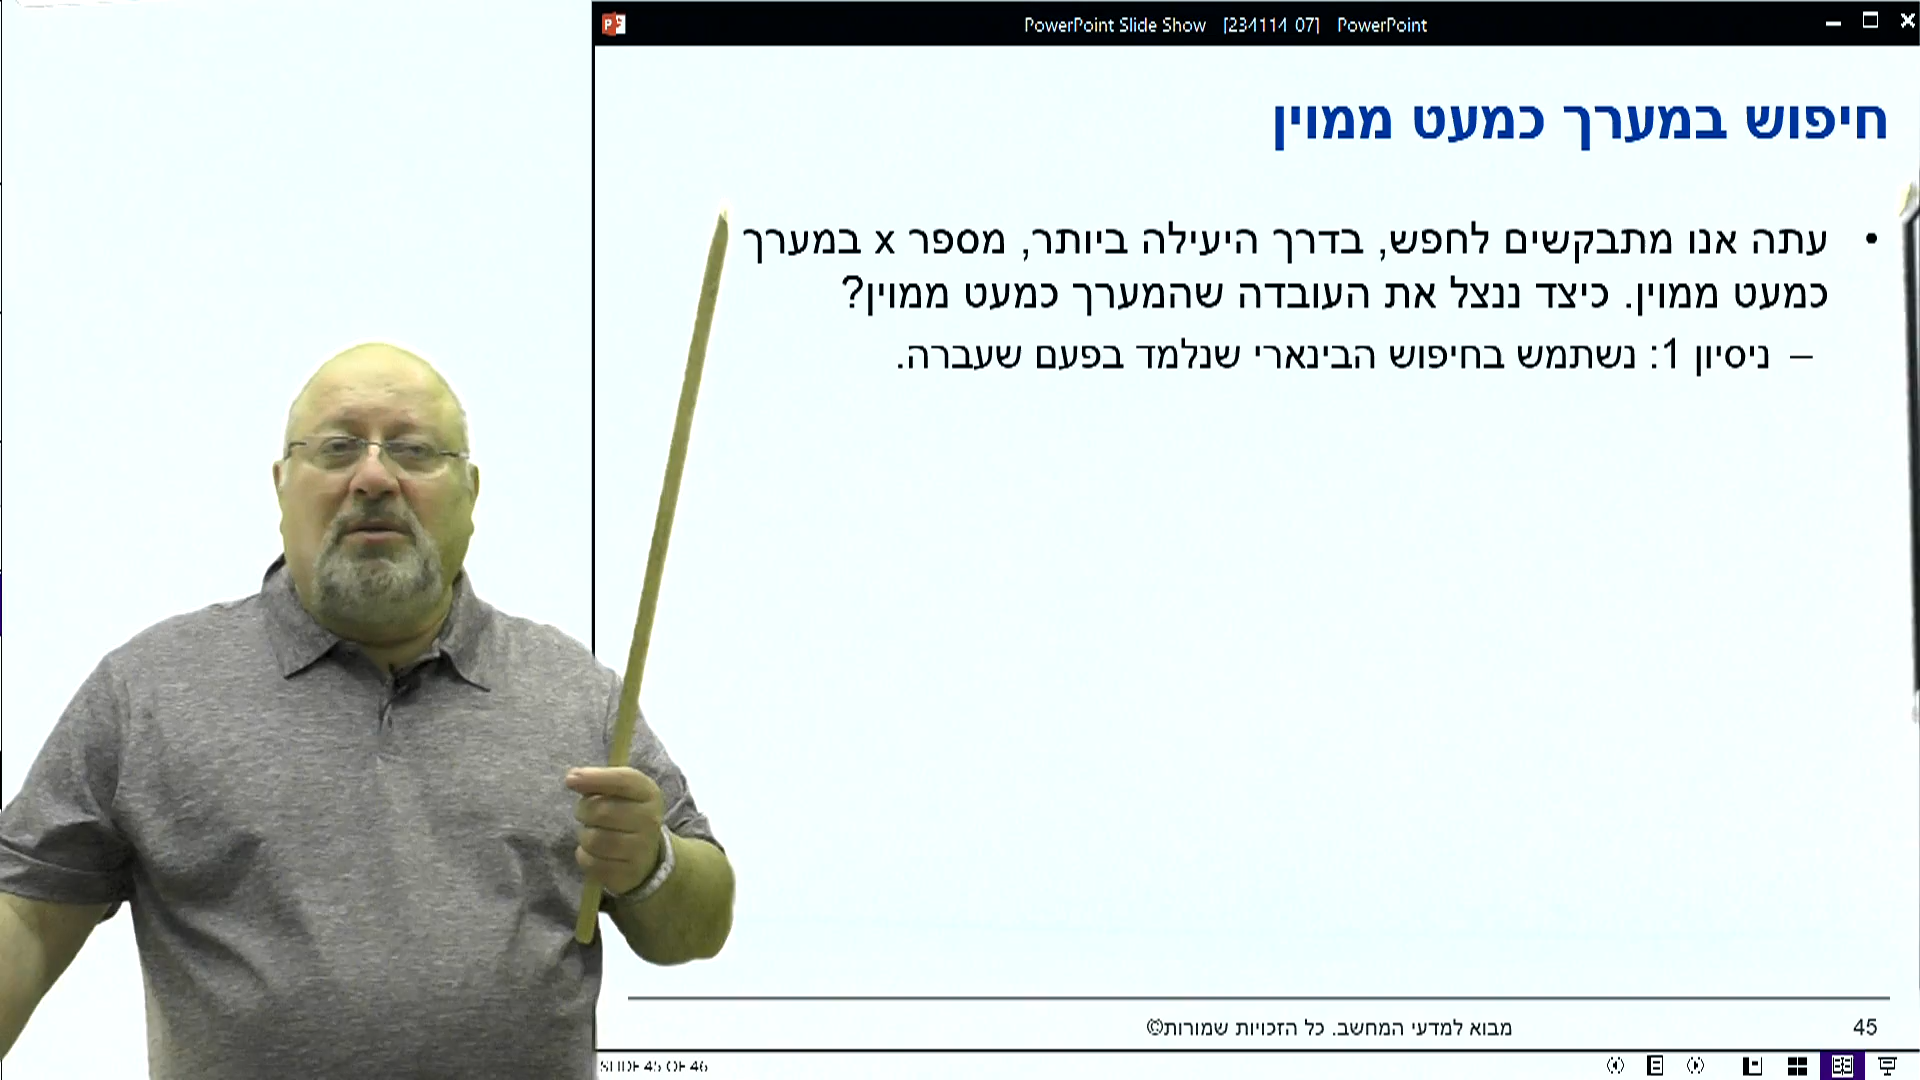 PowerPoint Slide Show [234114 07] PowerPoint
חיפוש במערך כמעט ממוין
• עתה אנו מתבקשים לחפש, בדרך היעילה ביותר, מספר x במערך
כמעט ממוין. כיצד ננצל את העובדה שהמערך כמעט ממוין?
– ניסיון 1: נשתמש בחיפוש הבינארי שנלמד בפעם שעברה.
מבוא למדעי המחשב. כל הזכויות שמורות©
45
SLIDE 45 OF 46